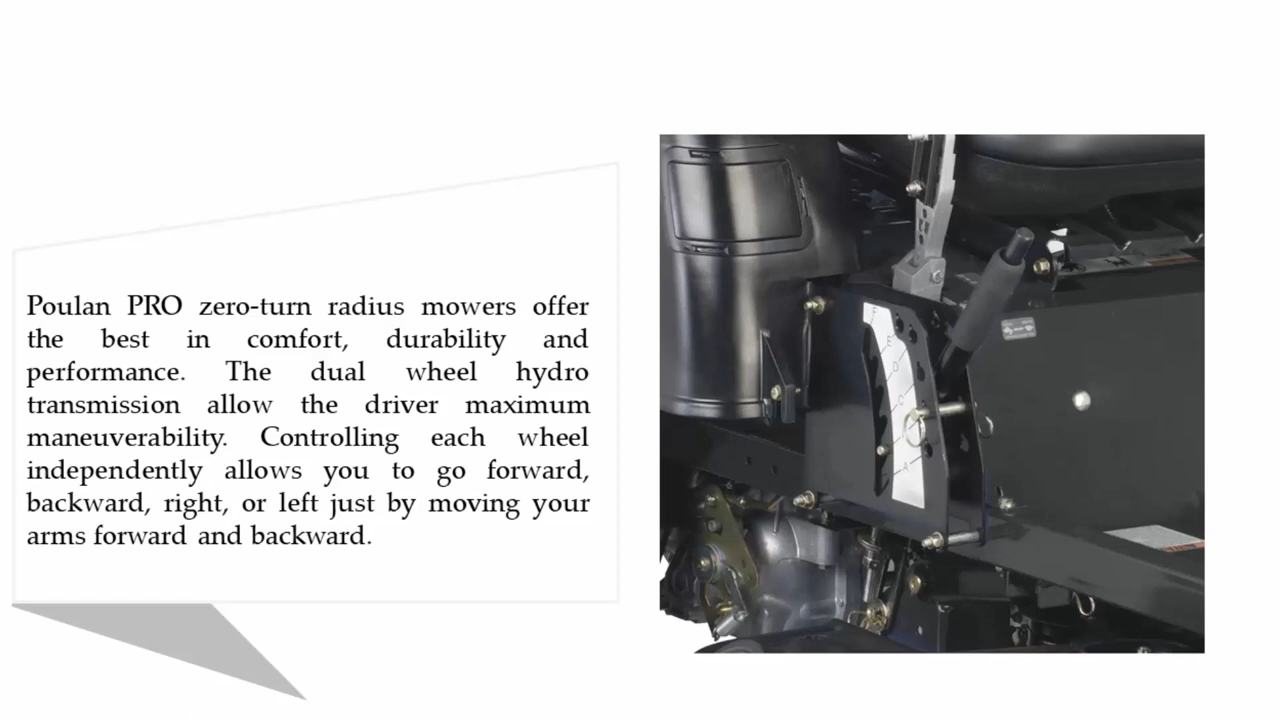 Poulan PRO zero-turn radius mowers offer
the best in comfort, durability and
performance. The dual wheel hydro
transmission allow the driver maximum
maneuverability. Controlling each wheel
independently allows you to go forward,
backward, right, or left just by moving your
arms forward and backward.
E
D
C
A